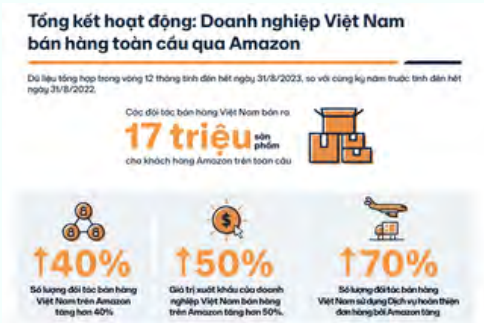 Tổng kết hoạt động: Doanh nghiệp Việt Nam
bán hàng toàn cầu qua Amazon
Dữ liệu tổng hợp trong vòng 12 tháng tính đến hết ngày 31/8/2023, so với cùng kỳ năm trước tính đến hết
ngày 31/8/2022.
Các đối tác bán hàng Việt Nam bán ra
17 triệu sản
phẩm
cho khách hàng Amazon trên toàn cầu
↑40%
Số lượng đối tác bán hàng
Việt Nam trên Amazon
tăng hơn 40%
↑50%
Giá trị xuất khẩu của doanh
nghiệp Việt Nam bán hàng
trên Amazon tăng hơn 50%.
↑70%
Số lượng đối tác bán hàng
Việt Nam sử dụng Dịch vụ hoàn thiện
đơn hàng bởi Amazon tăng